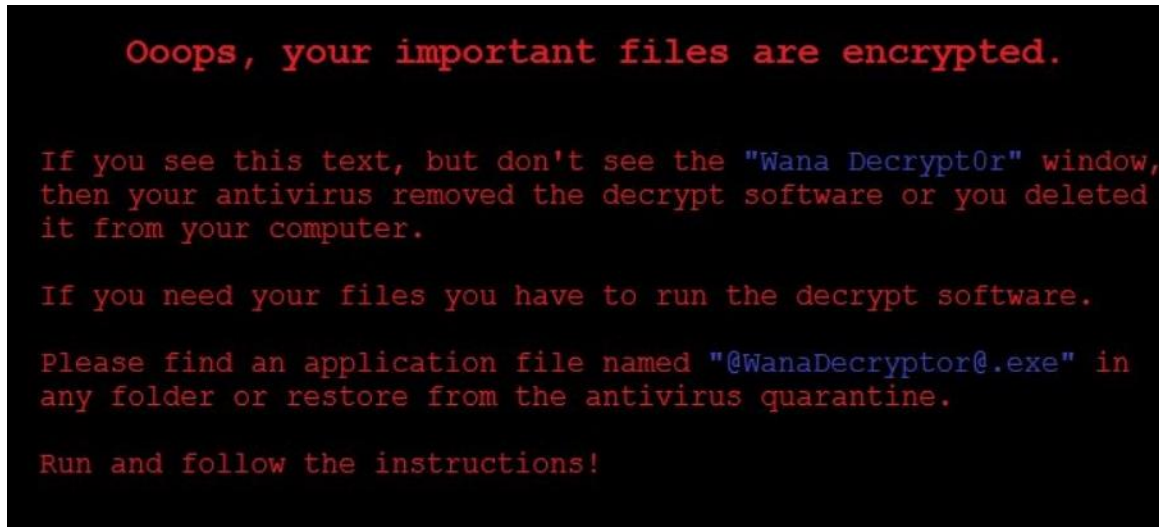 Ooops, your important files are encrypted.
If you see this text, but don't see the "Wana Decrypt0r" window,
then your antivirus removed the decrypt software or you deleted
it from your computer.
If you need your files you have to run the decrypt software.
Please find an application file named "@WanaDecryptor@.exe" in
any folder or restore from the antivirus quarantine.
Run and follow the instructions!